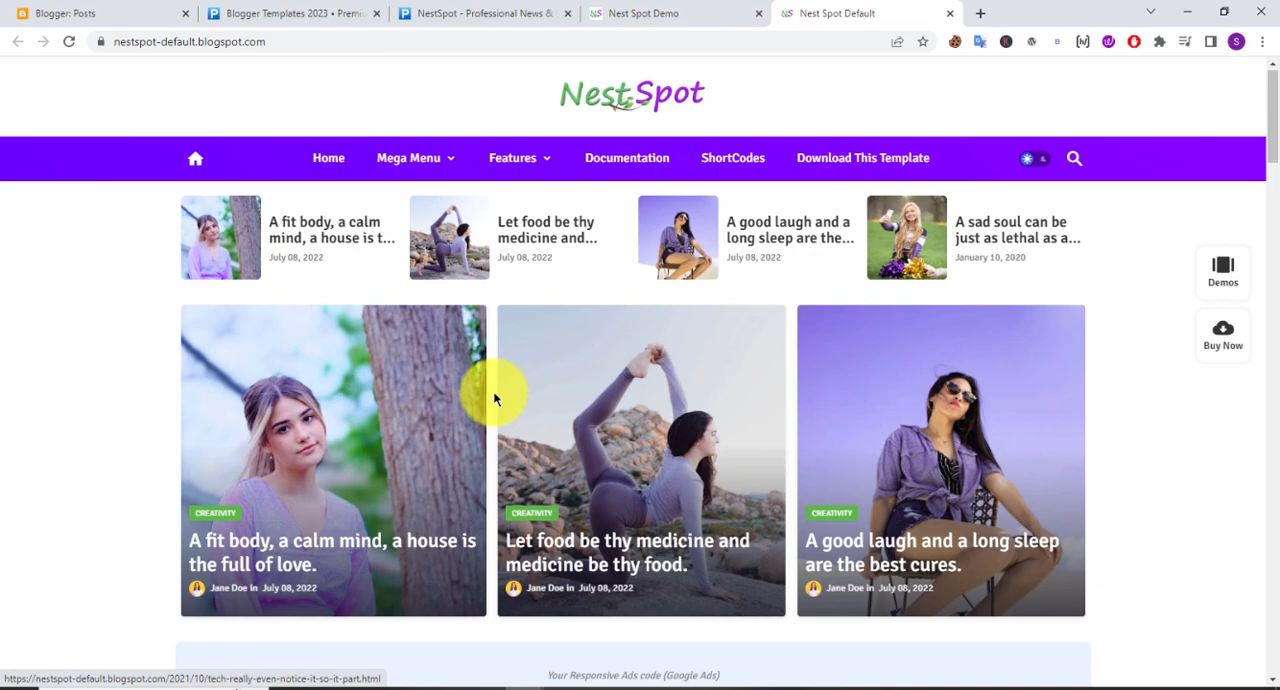 Blogger: Posts
Blogger Templates 2023 • Premiu
NestSpot - Professional News &
Nest Spot Demo
Nest Spot Default
nestspot-default.blogspot.com
S
NestSpot
Home
Mega Menu
Features
Documentation
ShortCodes
Download This Template
A fit body, a calm
mind, a house is t...
July 08, 2022
Let food be thy
medicine and...
July 08, 2022
A good laugh and a
long sleep are the...
July 08, 2022
A sad soul can be
just as lethal as a...
January 10, 2020
Demos
Buy Now
CREATIVITY
A fit body, a calm mind, a house is
the full of love.
Jane Doe in July 08, 2022
CREATIVITY
Let food be thy medicine and
medicine be thy food.
Jane Doe in July 08, 2022
CREATIVITY
A good laugh and a long sleep
are the best cures.
Jane Doe in July 08, 2022
Your Responsive Ads code (Google Ads)
https://nestspot-default.blogspot.com/2021/10/tech-really-even-notice-it-so-it-part.html